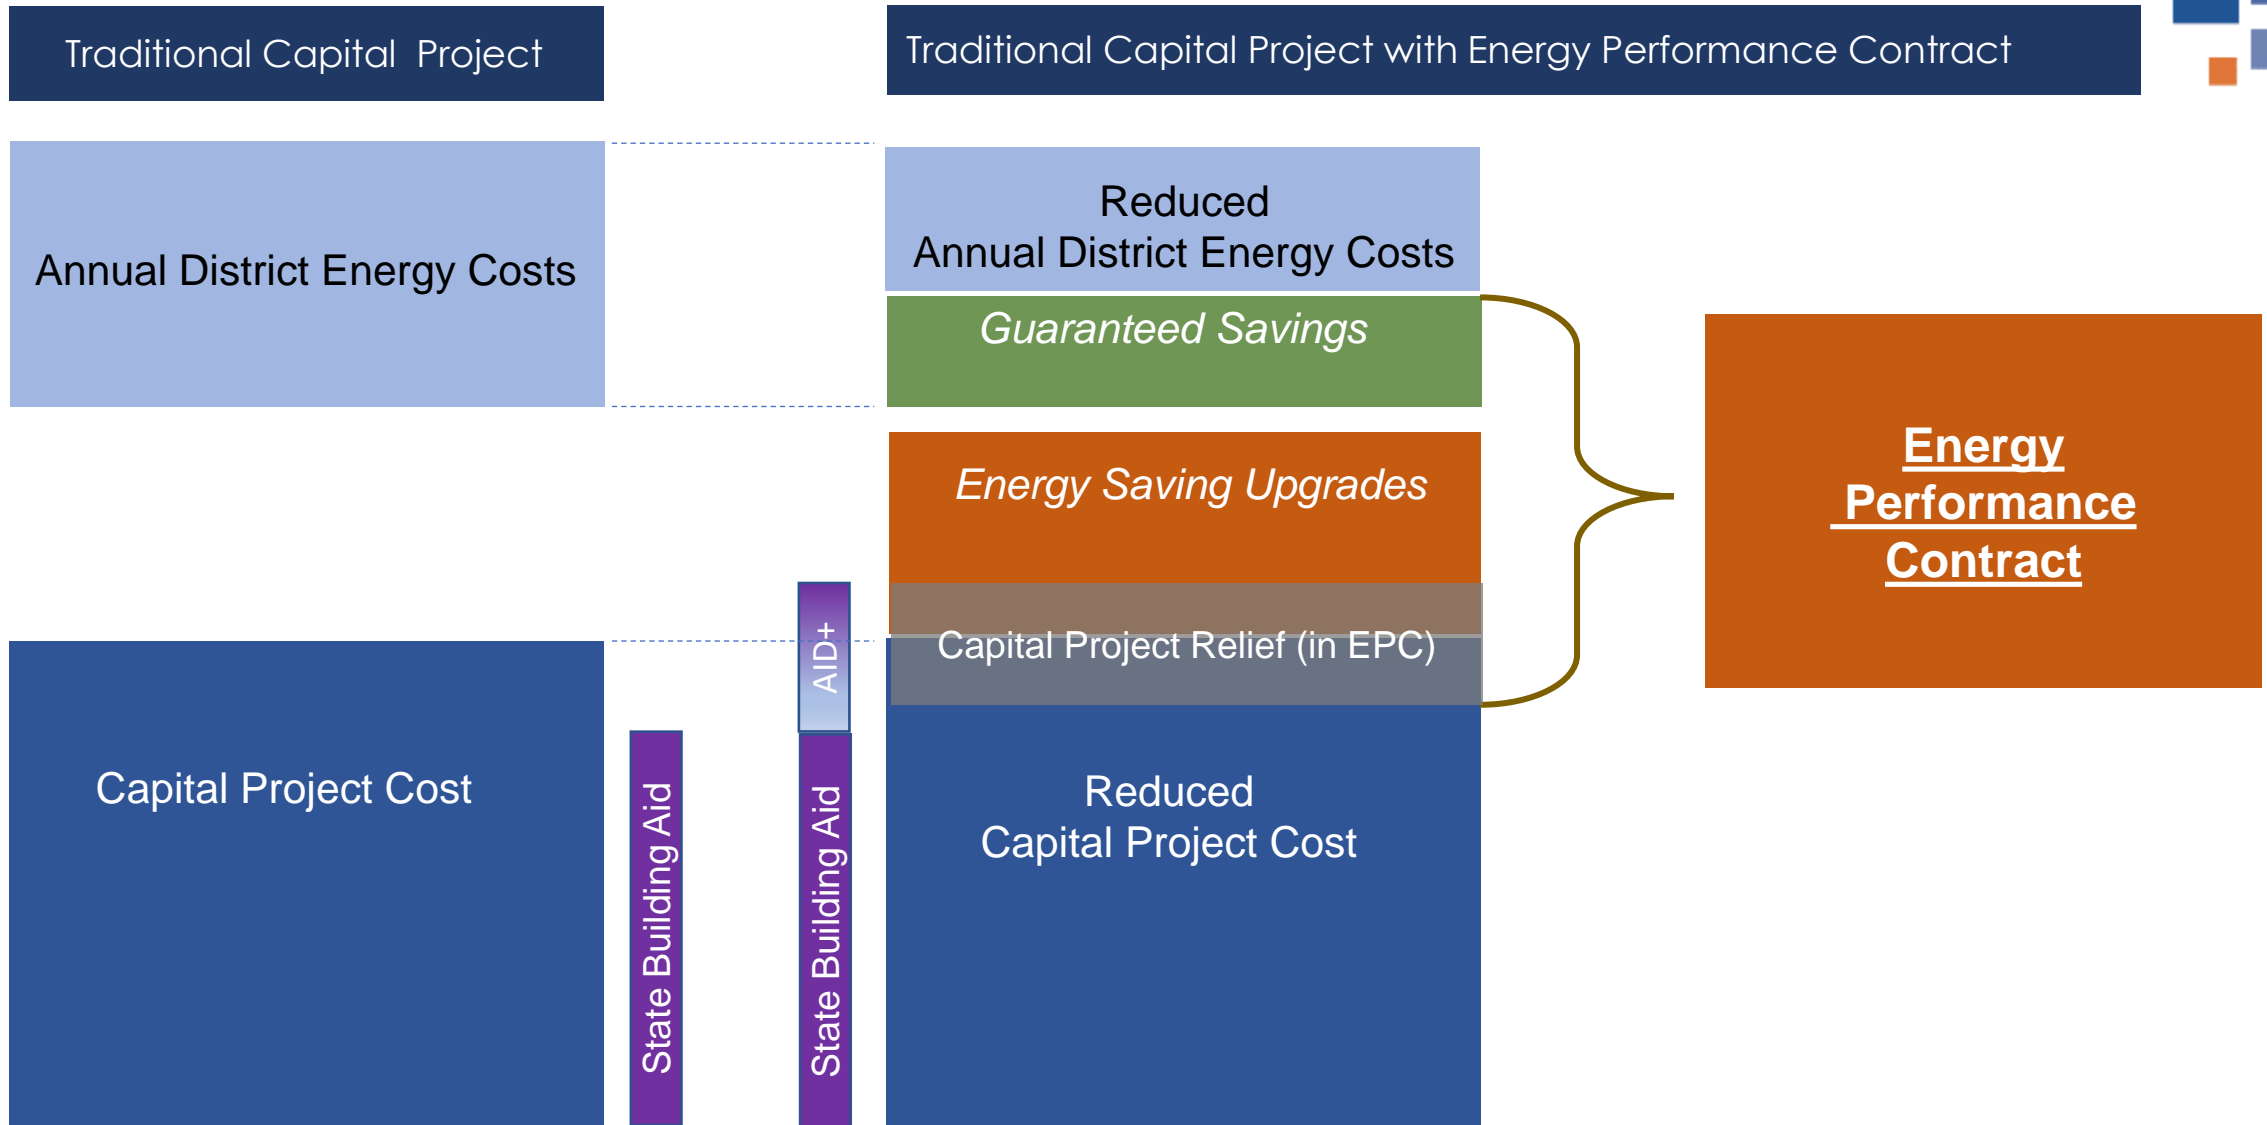 Traditional Capital  Project
Traditional Capital Project with Energy Performance Contract
Annual District Energy Costs
Reduced
Annual District Energy Costs
Guaranteed Savings
Energy Saving Upgrades
Capital Project Relief (in EPC)
Energy
Performance
Contract
AID+
Capital Project Cost
State Building Aid
State Building Aid
Reduced
Capital Project Cost